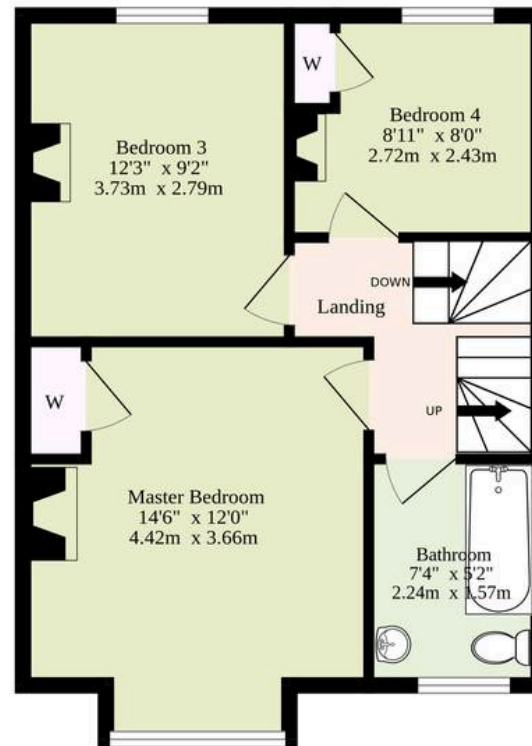 W
Bedroom 4
8'11" x 8'0"
2.72m x 2.43m
Bedroom 3
12'3" x 9'2"
3.73m x 2.79m
DOWN
Landing
W
UP
Master Bedroom
14'6" x 12'0"
4.42m x 3.66m
Bathroom
7'4" x 5'2"
2.24m x 1.57m